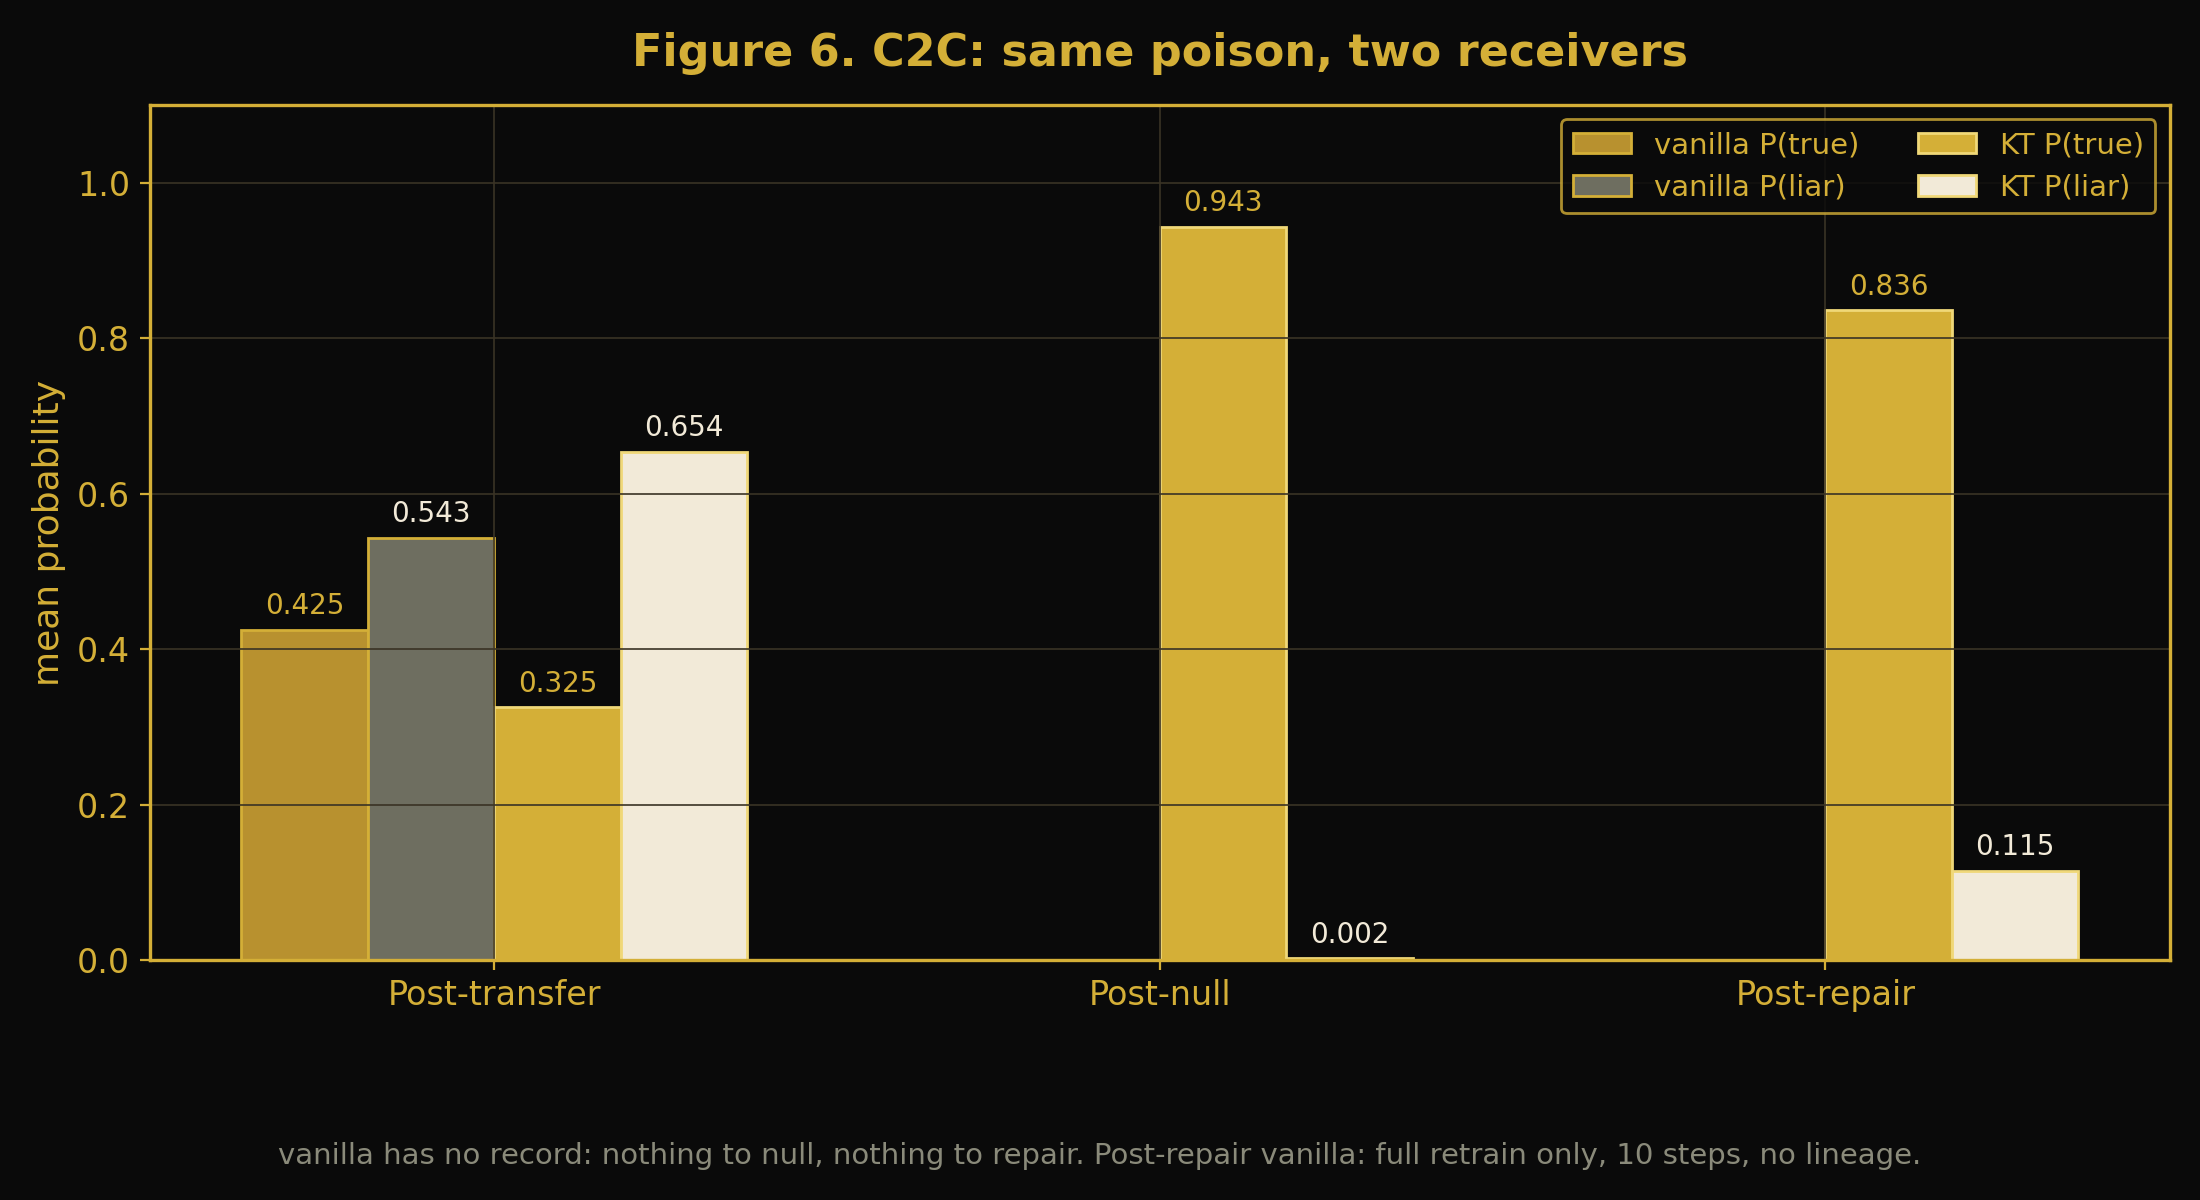 Figure 6. C2C: same poison, two receivers
vanilla P(true)
vanilla P(liar)
KT P(true)
KT P(liar)
mean probability
1.0
0.8
0.6
0.4
0.2
0.0
0.425
0.543
0.325
0.654
0.943
0.002
0.836
0.115
Post-transfer
Post-null
Post-repair
vanilla has no record: nothing to null, nothing to repair. Post-repair vanilla: full retrain only, 10 steps, no lineage.